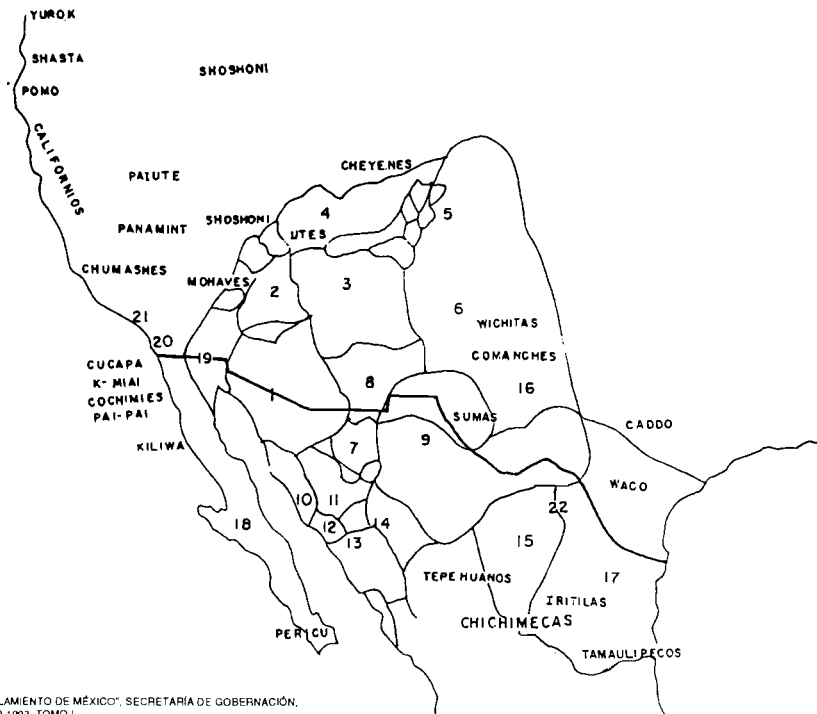 YUROK
SHASTA
SHOSHONI
POMO
CALIFORNIOS
CHEYENES
PAIUTE
4
5
SHOSHONI
PANAMINT
UTES
CHUMASHES
MOHAVES
2
3
21
6
WICHITAS
20
19
COMANCHES
CUCAPA
K-MIAI
COCHIMIES
PAI-PAI
1
8
16
SUMAS
CADDO
KILIWA
7
9
WACO
10
11
22
18
12
14
13
15
17
TEPEHUANOS
IRITILAS
CHICHIMECAS
PERICU
TAMAULIPECOS
LAMIENTO DE MÉXICO", SECRETARÍA DE GOBERNACIÓN,
1993, TOMO I